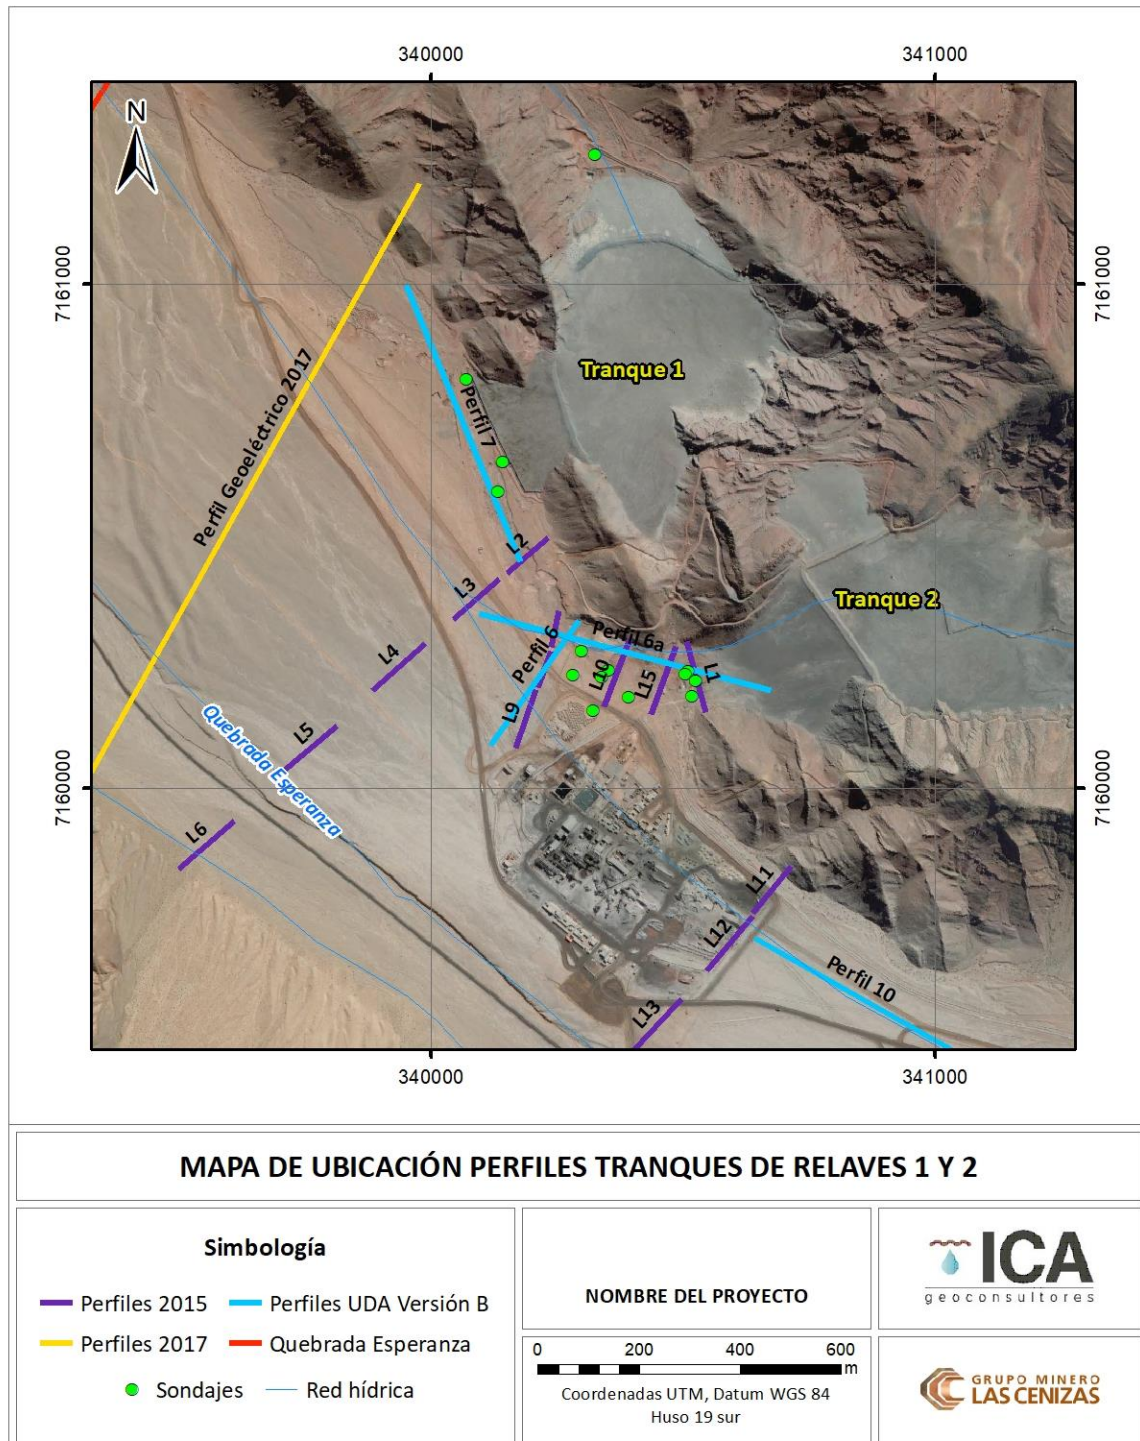 340000
341000
N
7161000
7161000
Tranque 1
Perfil 7
Perfil Geoeléctrico 2017
L2
L3
Tranque 2
Perfil 6a
Perfil 6
L4
L10
L15
L1
L9
L5
Quebrada Esperanza
7160000
7160000
L6
L11
L12
Perfil 10
L13
340000
341000
MAPA DE UBICACIÓN PERFILES TRANQUES DE RELAVES 1 Y 2
Simbología
Perfiles 2015
Perfiles UDA Versión B
Perfiles 2017
Quebrada Esperanza
Sondajes
Red hídrica
NOMBRE DEL PROYECTO
0 200 400 600
m
Coordenadas UTM, Datum WGS 84
Huso 19 sur
ICA
geoconsultores
GRUPO MINERO
LAS CENIZAS